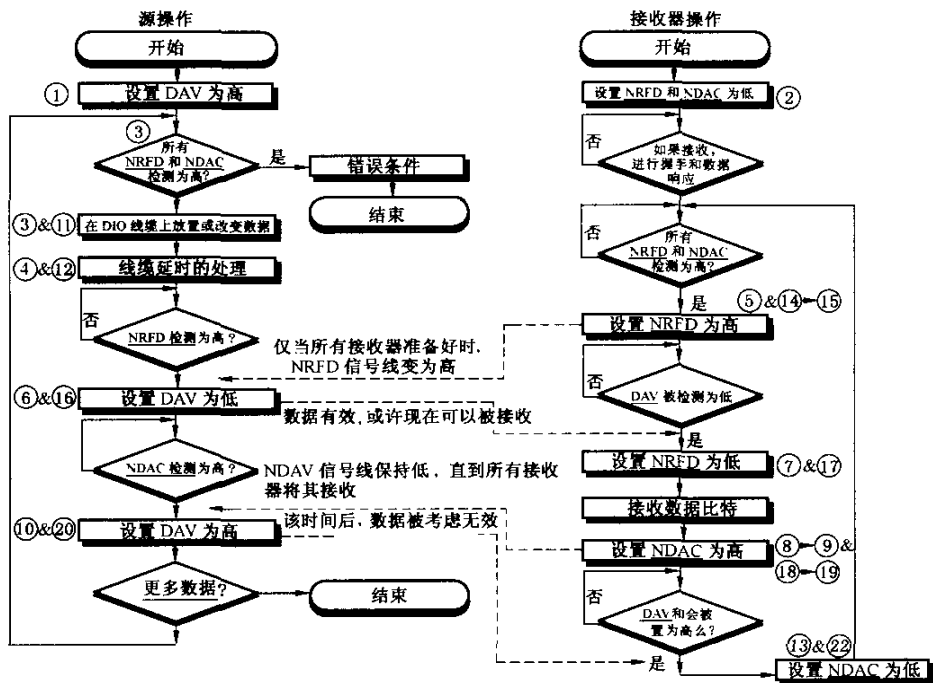 源操作
开始
①
设置 DAV 为高
③
所有
NRFD 和 NDAC
检测为高?
是
错误条件
结束
③&⑪
在 DIO 线缆上放置或改变数据
④&⑫
线缆延时的处理
否
NRFD 检测为高?
仅当所有接收器准备好时,
NRFD 信号线变为高
⑥&⑯
设置 DAV 为低
数据有效, 或许现在可以被接收
NDAC 检测为高?
NDAV 信号线保持低, 直到所有接收
器将其接收
⑩&⑳
设置 DAV 为高
该时间后, 数据被考虑无效
更多数据?
结束
接收器操作
开始
设置 NRFD 和 NDAC 为低
②
否
如果接收,
进行握手和数据
响应
否
所有
NRFD 和 NDAC
检测为高?
是
⑤&⑭ ⑮
设置 NRFD 为高
否
DAV 被检测为低
是
设置 NRFD 为低
⑦&⑰
接收数据比特
设置 NDAC 为高
⑧ ⑨&
⑱ ⑲
否
DAV 和会被
置为高么?
是
⑬&㉒
设置 NDAC 为低